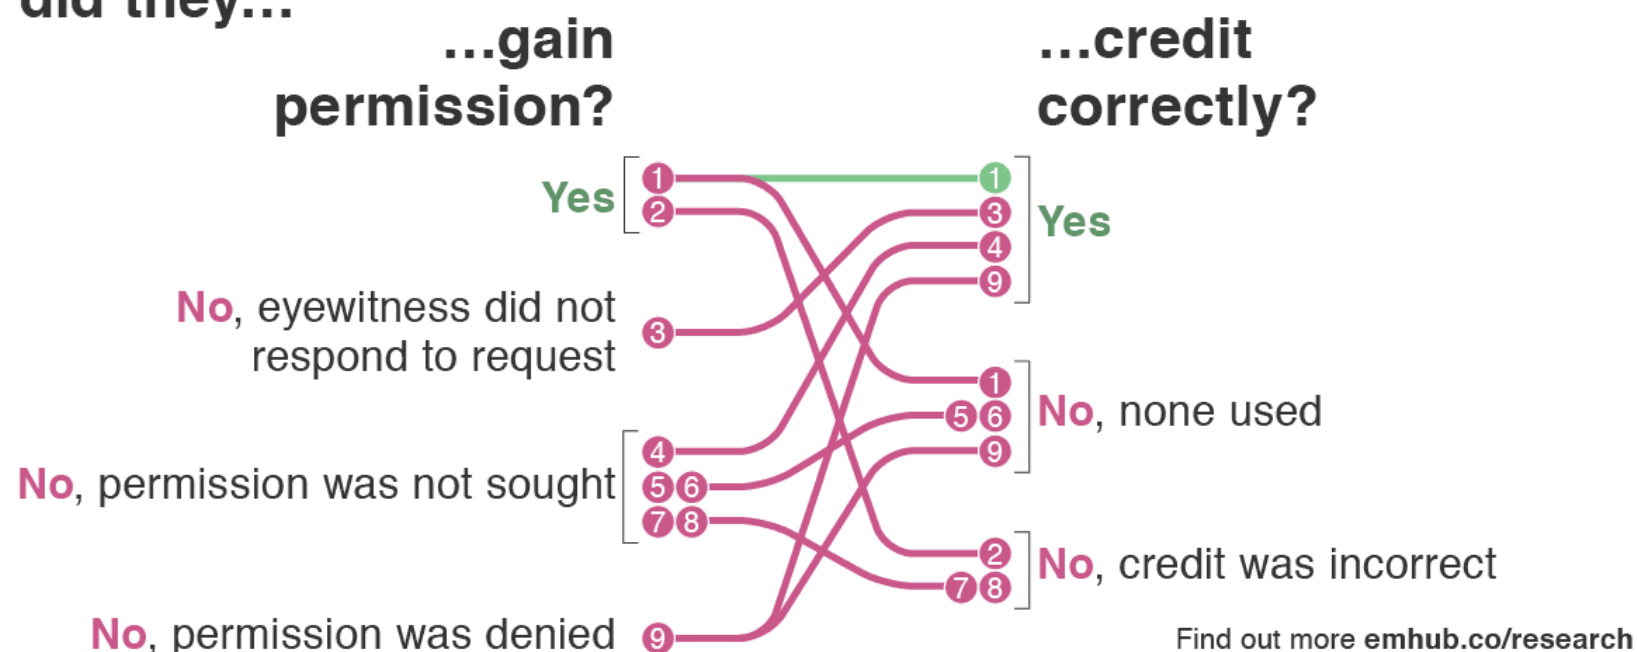 did they...
...gain
permission?
...credit
correctly?
Yes
1
2
No, eyewitness did not
respond to request
3
No, permission was not sought
4
5 6
7 8
No, permission was denied
9
1
3
4
9
Yes
1
5 6
9
No, none used
2
7 8
No, credit was incorrect
Find out more emhub.co/research